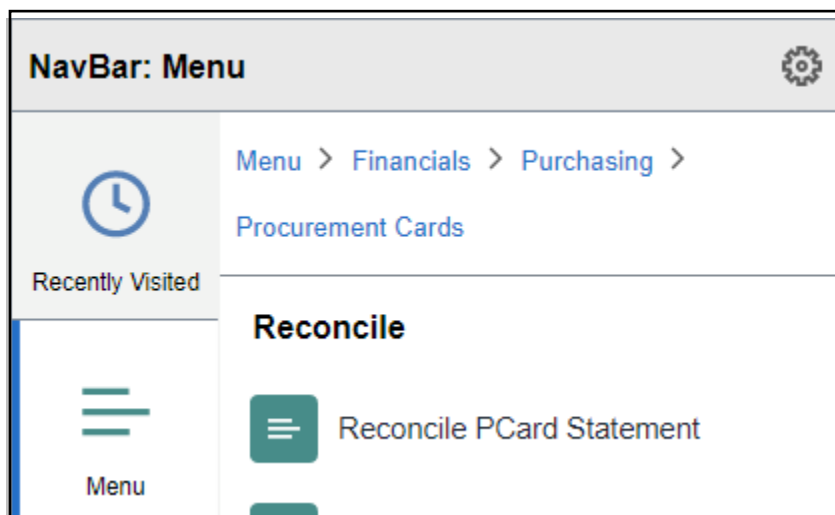 NavBar: Menu
Menu > Financials > Purchasing >
Procurement Cards
Recently Visited
Reconcile
Reconcile PCard Statement
Menu